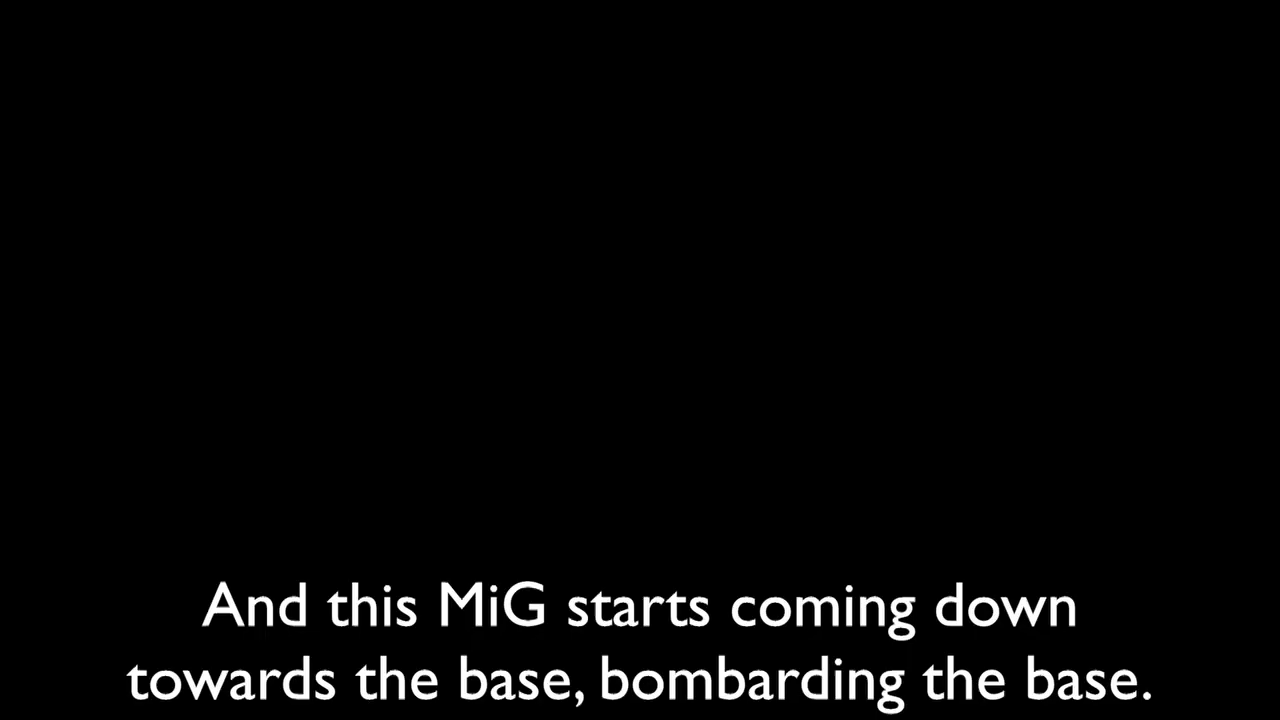 And this MiG starts coming down
towards the base, bombarding the base.